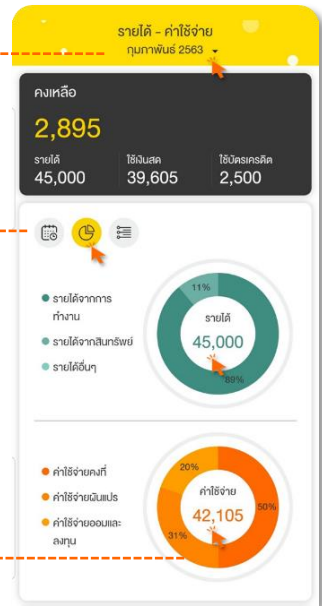 รายได้ - ค่าใช้จ่าย
กุมภาพันธ์ 2563
คงเหลือ
2,895
รายได้ ใช้เงินสด ใช้บัตรเครดิต
45,000 39,605 2,500
11%
รายได้จากการ
ทำงาน
รายได้จากสินทรัพย์
รายได้อื่นๆ
รายได้
45,000
89%
ค่าใช้จ่ายคงที่
ค่าใช้จ่ายผันแปร
ค่าใช้จ่ายออมและ
ลงทุน
20%
ค่าใช้จ่าย
42,105
50%
31%